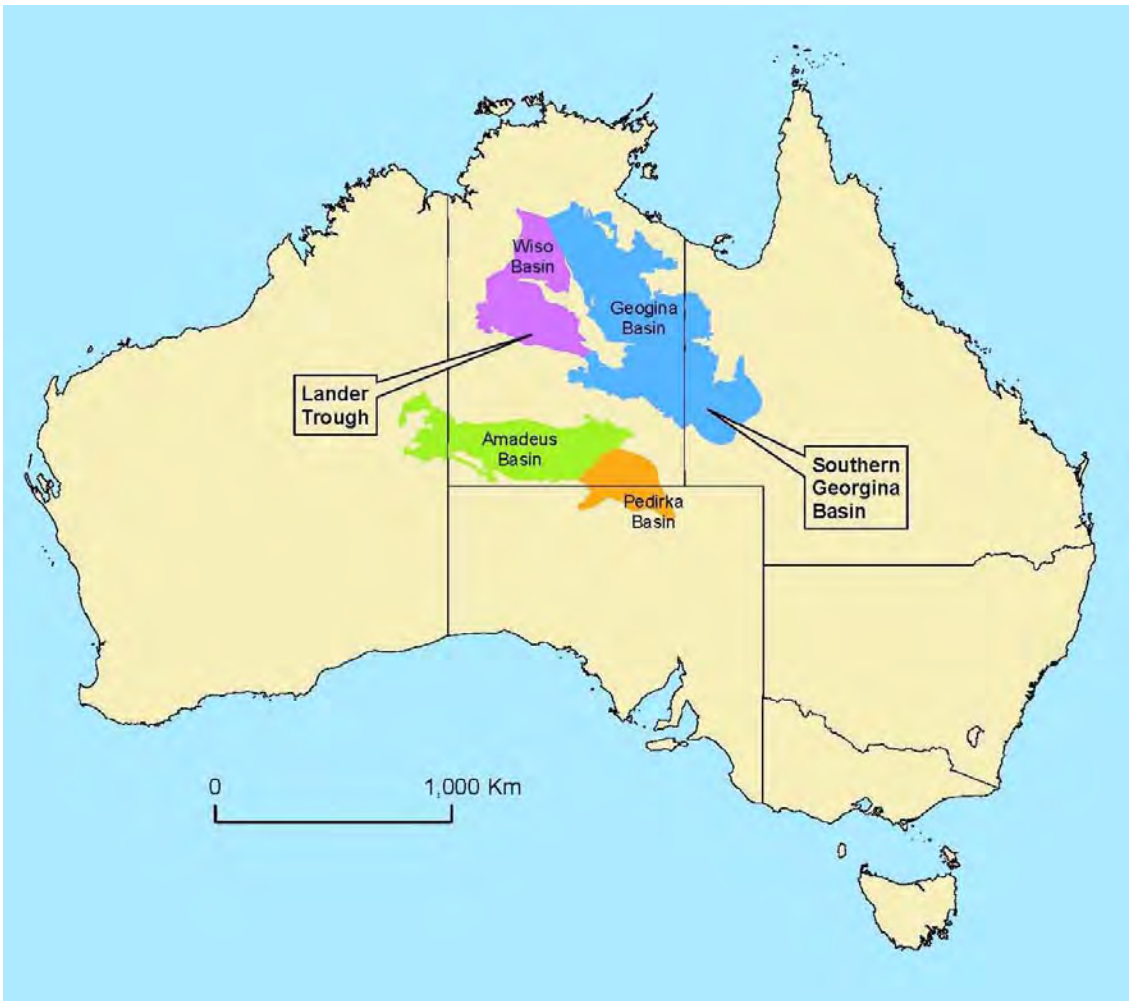 Wiso
Basin
Geogina
Basin
Lander
Trough
Amadeus
Basin
Southern
Georgina
Basin
Pedirka
Basin
0
1,000 Km